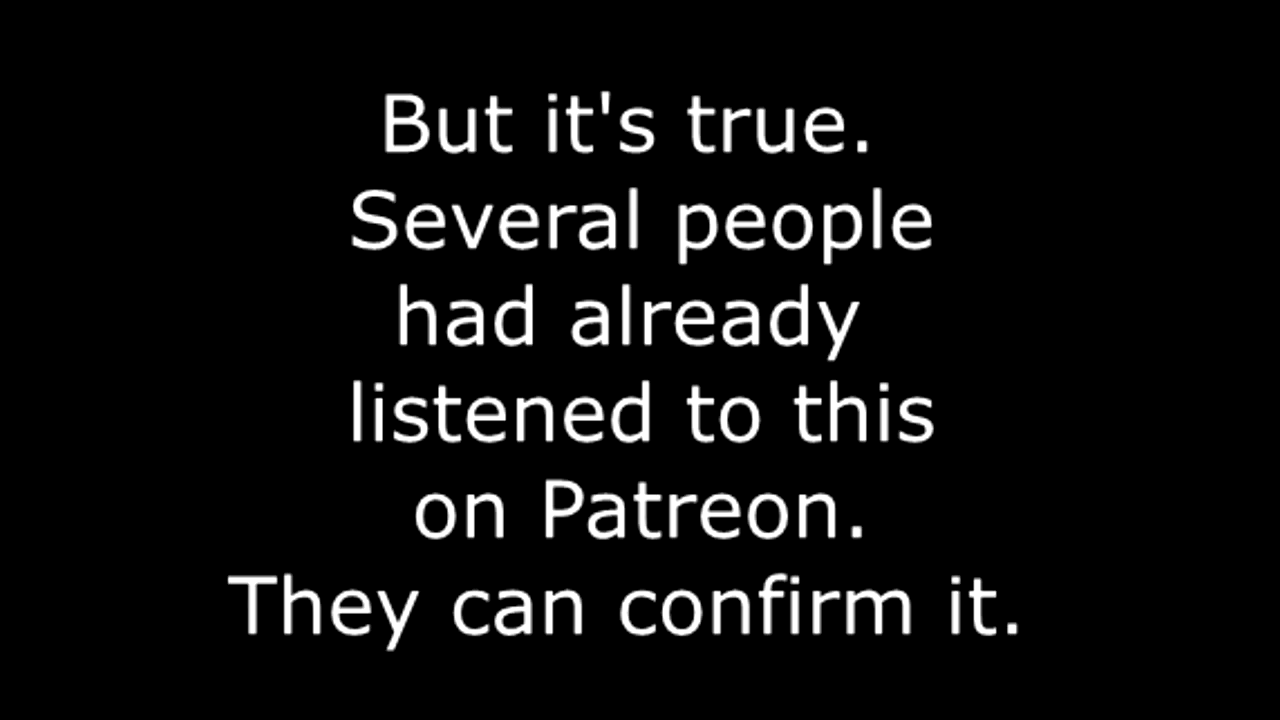 But it's true.
Several people
had already
listened to this
on Patreon.
They can confirm it.